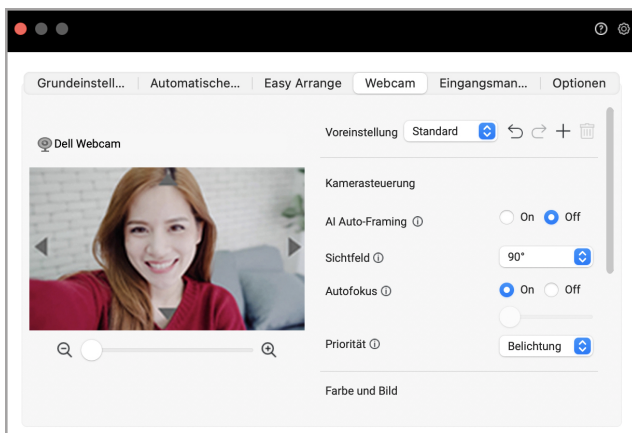 Grundeinstell... Automatische... Easy Arrange Webcam Eingangsman... Optionen
Dell Webcam
Voreinstellung Standard
Kamerasteuerung
AI Auto-Framing On Off
Sichtfeld 90°
Autofokus On Off
Priorität Belichtung
Farbe und Bild